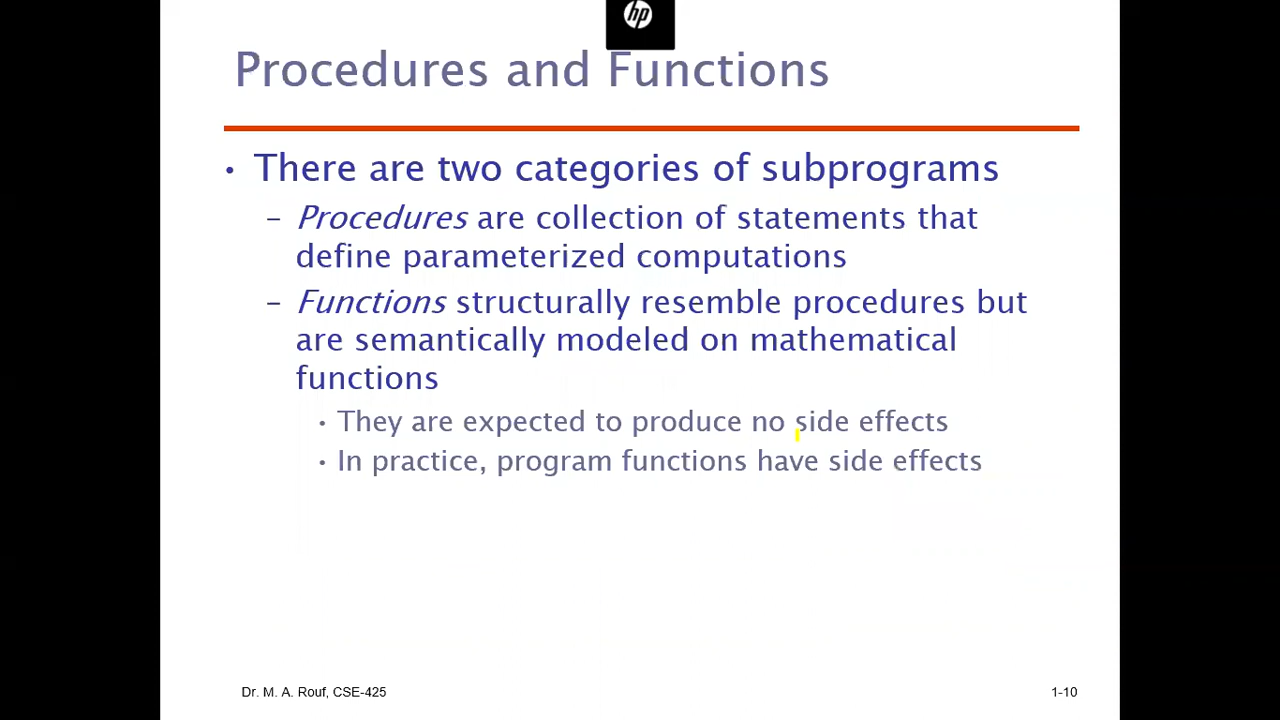 hp
Procedures and Functions
• There are two categories of subprograms
– Procedures are collection of statements that
define parameterized computations
– Functions structurally resemble procedures but
are semantically modeled on mathematical
functions
• They are expected to produce no side effects
• In practice, program functions have side effects
Dr. M. A. Rouf, CSE-425 1-10